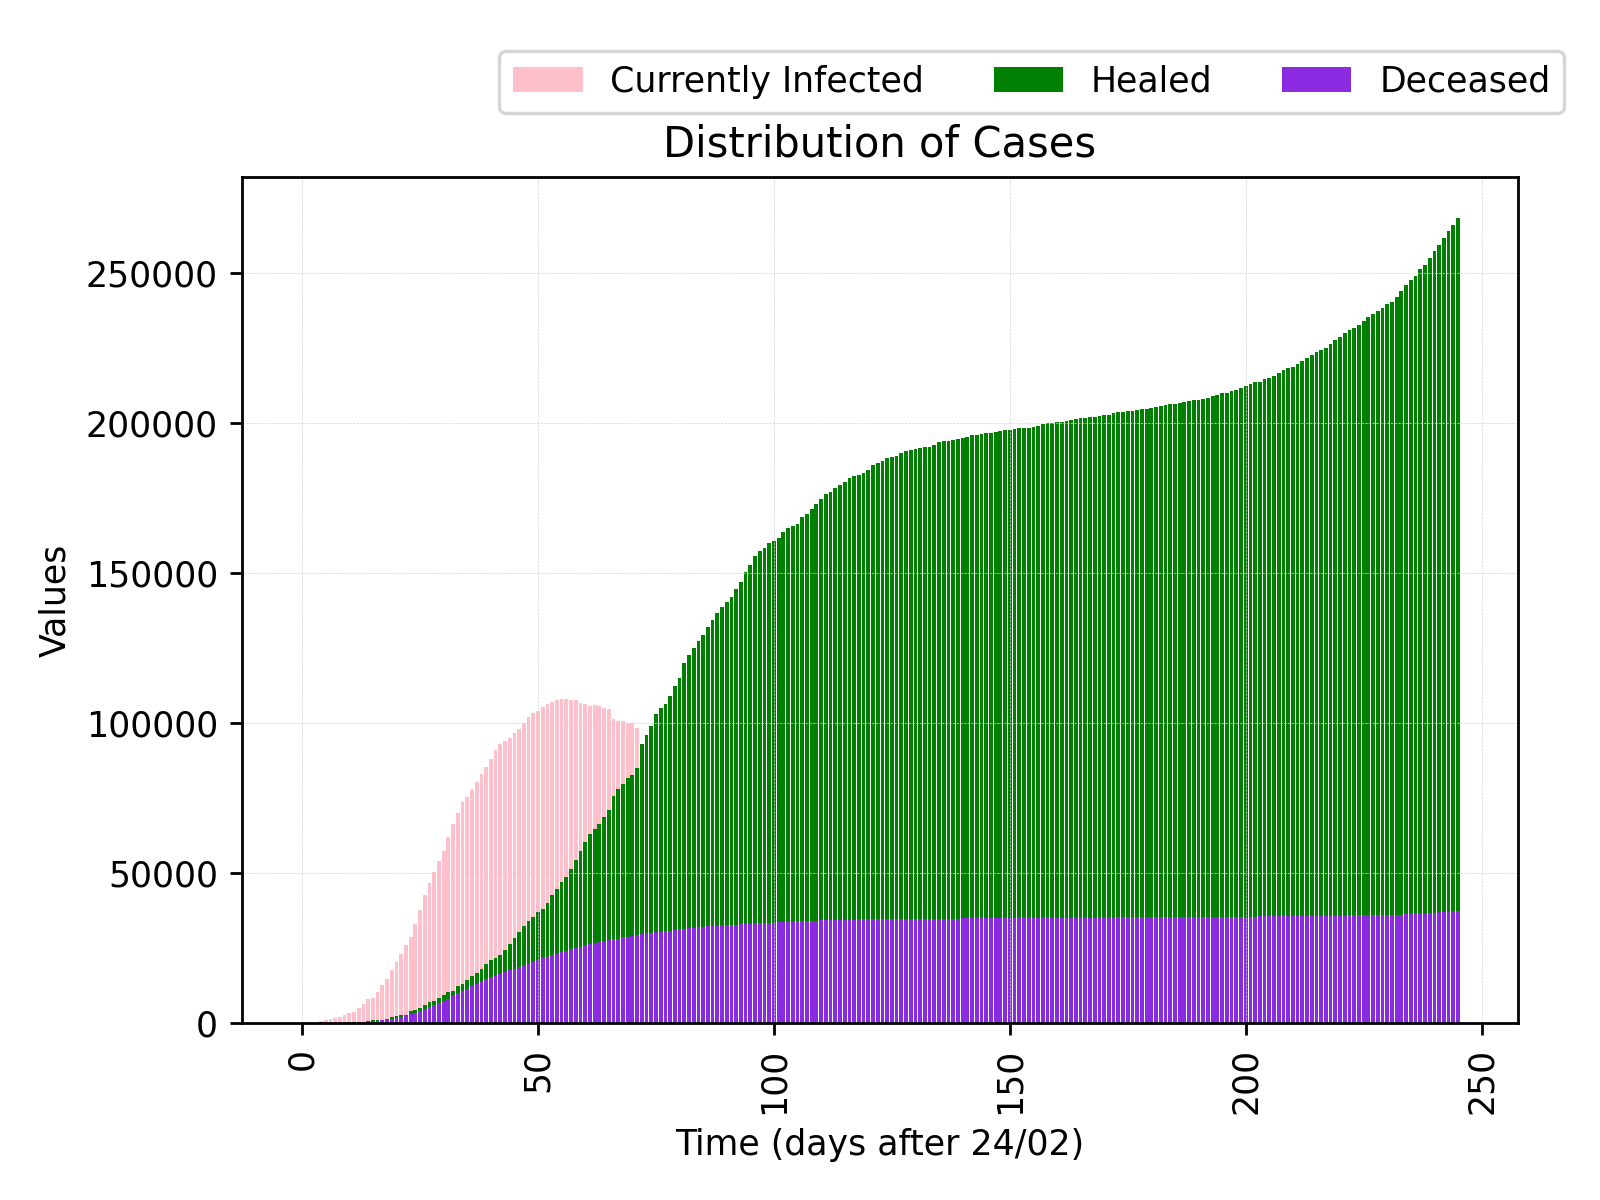 Currently Infected Healed Deceased
Distribution of Cases
Values
250000
200000
150000
100000
50000
0
0 50 100 150 200 250
Time (days after 24/02)